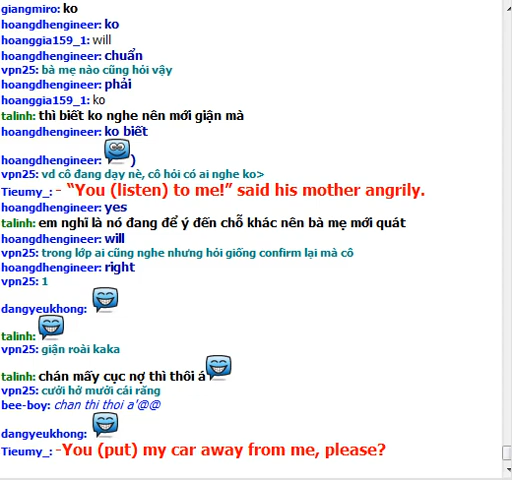 giangmiro: ko
hoangdhengineer: ko
hoanggia159_1: will
hoangdhengineer: chuẩn
vpn25: bà mẹ nào cũng hỏi vậy
hoangdhengineer: phải
hoanggia159_1: ko
talinh: thì biết ko nghe nên mới giận mà
hoangdhengineer: ko biết
hoangdhengineer: )
vpn25: vd cô đang dạy nè, cô hỏi có ai nghe ko>
Tieumy_: - “You (listen) to me!” said his mother angrily.
hoangdhengineer: yes
talinh: em nghĩ là nó đang để ý đến chỗ khác nên bà mẹ mới quát
hoangdhengineer: will
vpn25: trong lớp ai cũng nghe nhưng hỏi giống confirm lại mà cô
hoangdhengineer: right
vpn25: 1
dangyeukhong:
talinh:
vpn25: giận roài kaka
talinh: chán mấy cục nợ thì thôi á
vpn25: cười hở mười cái răng
bee-boy: chan thi thoi a'@@
dangyeukhong:
Tieumy_: -You (put) my car away from me, please?